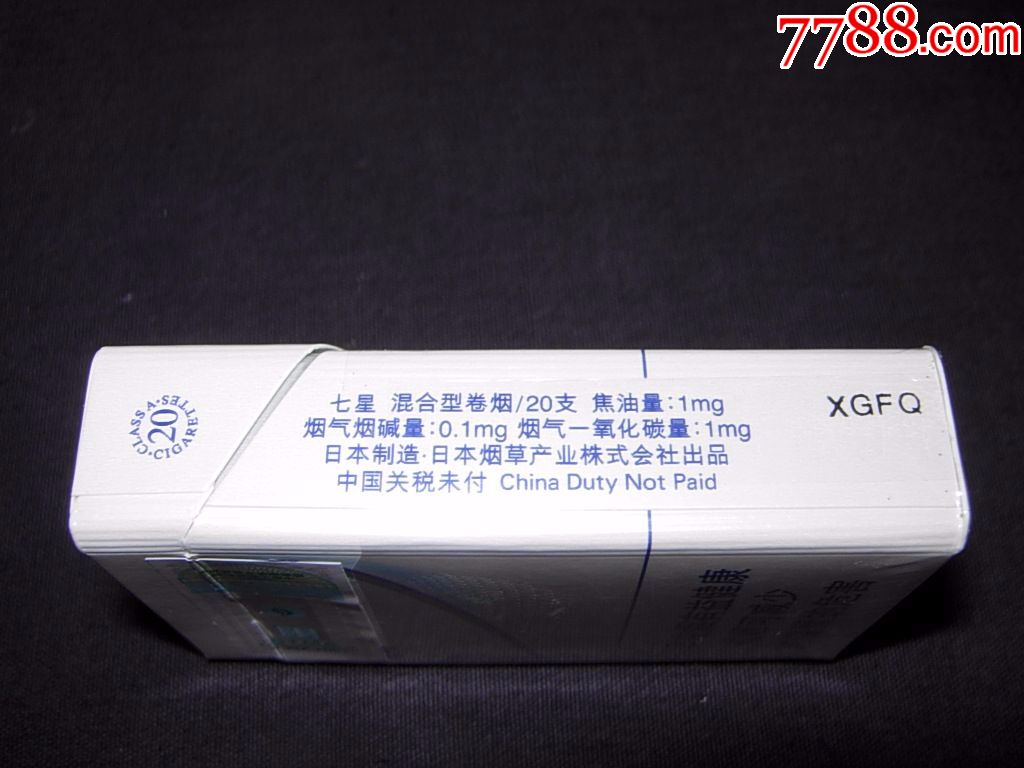 7788.com
CLASS A · 20 · CIGARETTES
七星 混合型卷烟/20支 焦油量:1mg
烟气烟碱量:0.1mg 烟气一氧化碳量:1mg
日本制造·日本烟草产业株式会社出品
中国关税未付 China Duty Not Paid
XGFQ